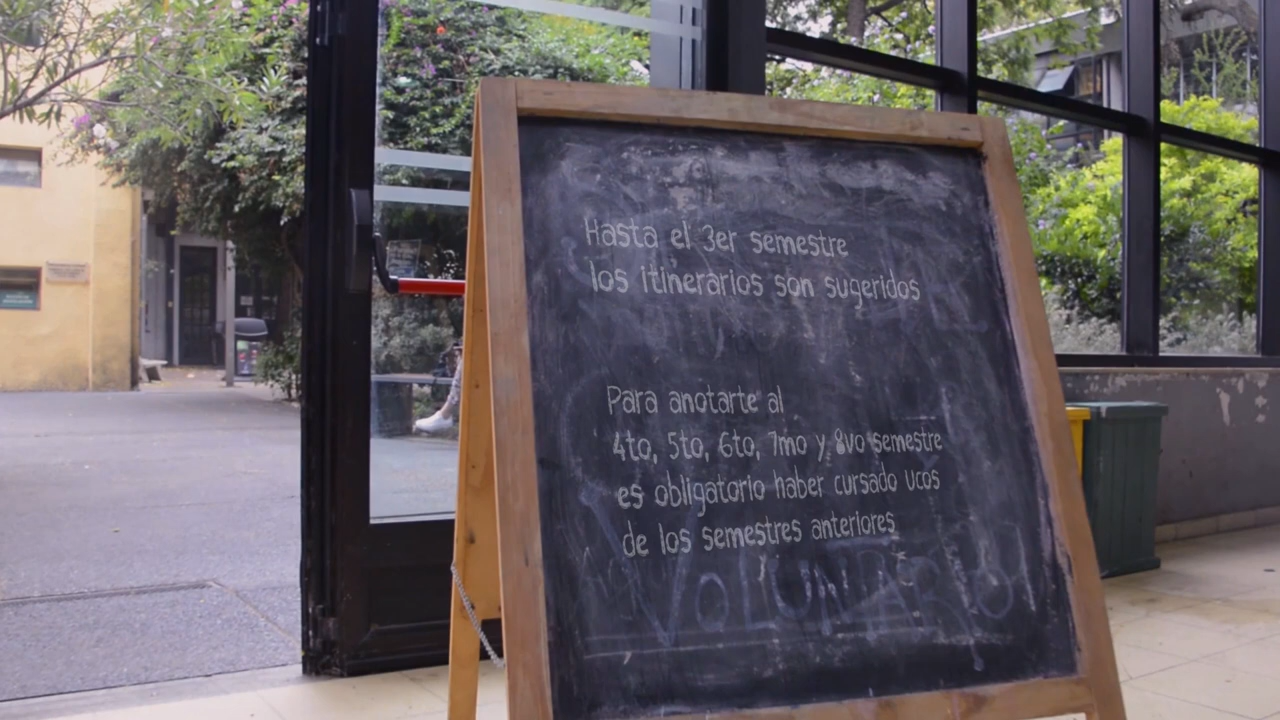 Hasta el 3er semestre
los itinerarios son sugeridos
Para anotarte al
4to, 5to, 6to, 7mo y 8vo semestre
es obligatorio haber cursado ucos
de los semestres anteriores
VOLUNTARIO